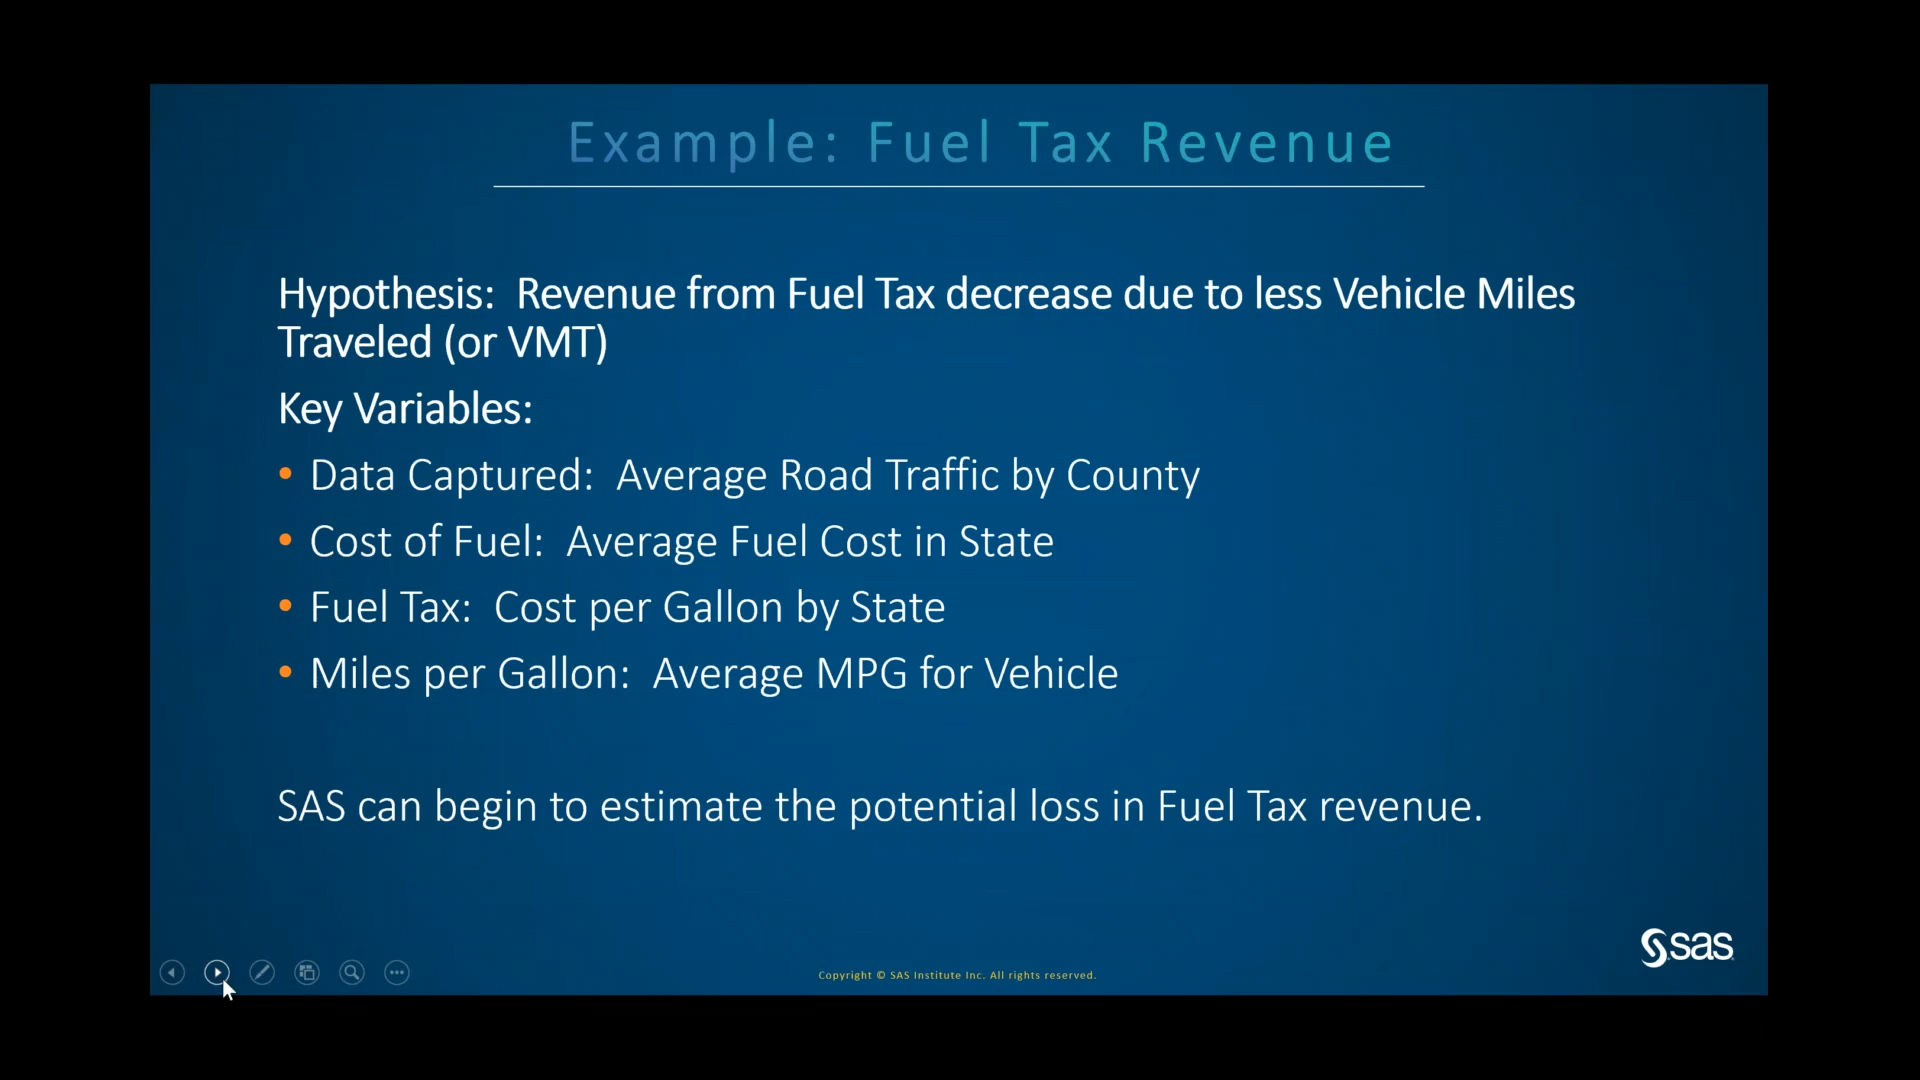 Example: Fuel Tax Revenue
Hypothesis: Revenue from Fuel Tax decrease due to less Vehicle Miles
Traveled (or VMT)
Key Variables:
• Data Captured: Average Road Traffic by County
• Cost of Fuel: Average Fuel Cost in State
• Fuel Tax: Cost per Gallon by State
• Miles per Gallon: Average MPG for Vehicle
SAS can begin to estimate the potential loss in Fuel Tax revenue.
sas
Copyright © SAS Institute Inc. All rights reserved.